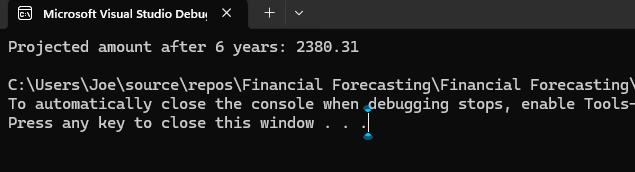 Microsoft Visual Studio Debu
Projected amount after 6 years: 2380.31
C:\Users\Joe\source\repos\Financial Forecasting\Financial Forecasting\
To automatically close the console when debugging stops, enable Tools-
Press any key to close this window . . .